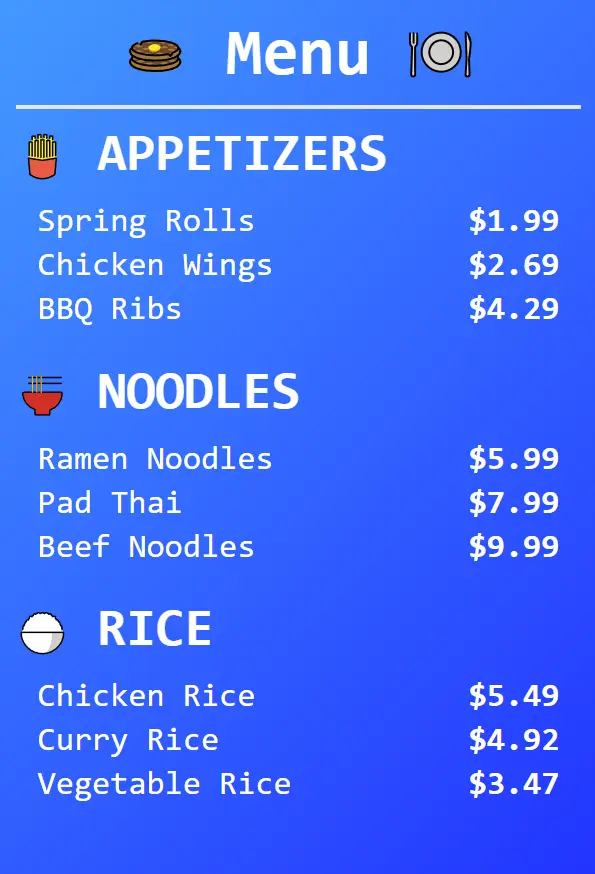 Menu
APPETIZERS
Spring Rolls $1.99
Chicken Wings $2.69
BBQ Ribs $4.29
NOODLES
Ramen Noodles $5.99
Pad Thai $7.99
Beef Noodles $9.99
RICE
Chicken Rice $5.49
Curry Rice $4.92
Vegetable Rice $3.47